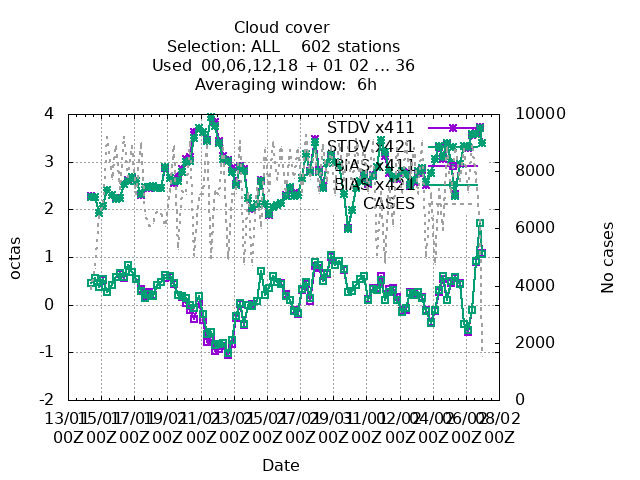 Cloud cover
Selection: ALL    602 stations
Used  00,06,12,18 + 01 02 ... 36
Averaging window:  6h
4
3
2
1
0
-1
-2
10000
8000
6000
4000
2000
0
STDV x411
STDV x421
BIAS x411
BIAS x421
CASES
octas
No cases
13/01 15/01 17/01 19/01 21/01 23/01 25/01 27/01 29/01 31/01 02/02 04/02 06/02 08/02
00Z 00Z 00Z 00Z 00Z 00Z 00Z 00Z 00Z 00Z 00Z 00Z 00Z 00Z
Date